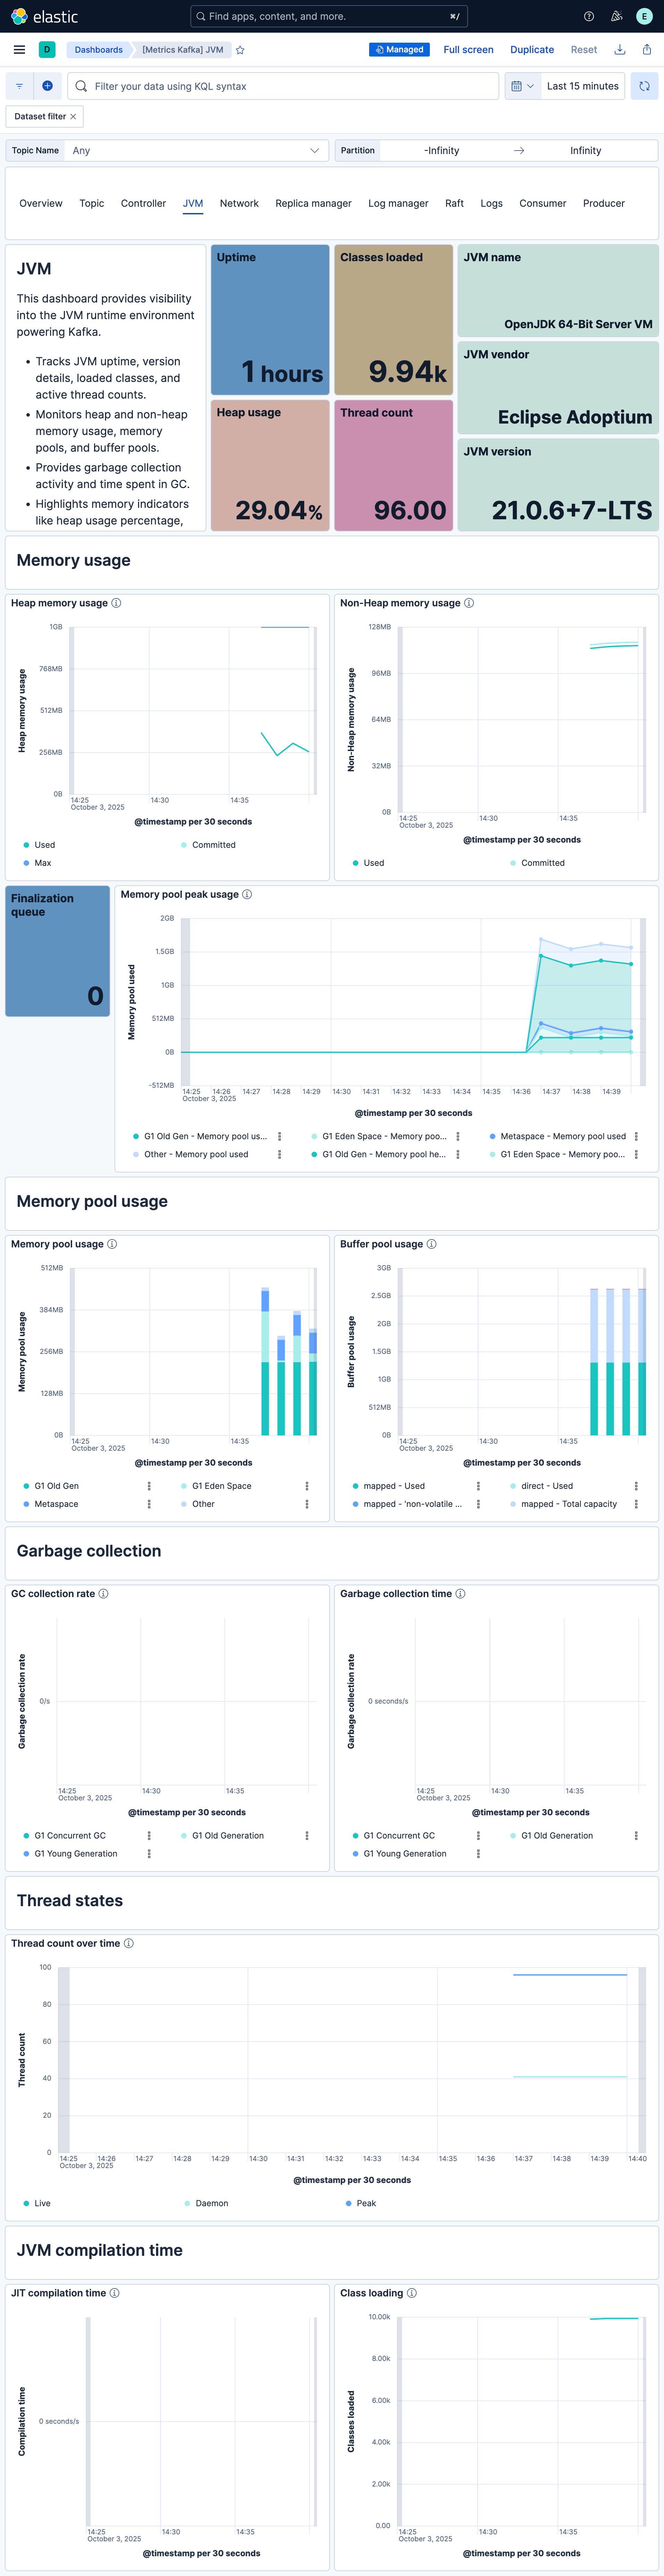 elastic
Find apps, content, and more.
⌘/
E
D
Dashboards
[Metrics Kafka] JVM
Managed
Full screen
Duplicate
Reset
Filter your data using KQL syntax
Last 15 minutes
Dataset filter
Topic Name
Any
Partition
-Infinity
→
Infinity
Overview
Topic
Controller
JVM
Network
Replica manager
Log manager
Raft
Logs
Consumer
Producer
JVM
This dashboard provides visibility
into the JVM runtime environment
powering Kafka.
• Tracks JVM uptime, version
details, loaded classes, and
active thread counts.
• Monitors heap and non-heap
memory usage, memory
pools, and buffer pools.
• Provides garbage collection
activity and time spent in GC.
• Highlights memory indicators
like heap usage percentage,
Uptime
1 hours
Classes loaded
9.94k
JVM name
OpenJDK 64-Bit Server VM
JVM vendor
Eclipse Adoptium
Heap usage
29.04%
Thread count
96.00
JVM version
21.0.6+7-LTS
Memory usage
Heap memory usage
Heap memory usage
1GB
768MB
512MB
256MB
0B
14:25
October 3, 2025
14:30
14:35
@timestamp per 30 seconds
Used
Committed
Max
Non-Heap memory usage
Non-Heap memory usage
128MB
96MB
64MB
32MB
0B
14:25
October 3, 2025
14:30
14:35
@timestamp per 30 seconds
Used
Committed
Finalization
queue
0
Memory pool peak usage
Memory pool used
2GB
1.5GB
1GB
512MB
0B
-512MB
14:25
October 3, 2025
14:26
14:27
14:28
14:29
14:30
14:31
14:32
14:33
14:34
14:35
14:36
14:37
14:38
14:39
@timestamp per 30 seconds
G1 Old Gen - Memory pool us...
G1 Eden Space - Memory poo...
Metaspace - Memory pool used
Other - Memory pool used
G1 Old Gen - Memory pool he...
G1 Eden Space - Memory poo...
Memory pool usage
Memory pool usage
Memory pool usage
512MB
384MB
256MB
128MB
0B
14:25
October 3, 2025
14:30
14:35
@timestamp per 30 seconds
G1 Old Gen
G1 Eden Space
Metaspace
Other
Buffer pool usage
Buffer pool usage
3GB
2.5GB
2GB
1.5GB
1GB
512MB
0B
14:25
October 3, 2025
14:30
14:35
@timestamp per 30 seconds
mapped - Used
direct - Used
mapped - 'non-volatile ...
mapped - Total capacity
Garbage collection
GC collection rate
Garbage collection rate
0/s
14:25
October 3, 2025
14:30
14:35
@timestamp per 30 seconds
G1 Concurrent GC
G1 Old Generation
G1 Young Generation
Garbage collection time
Garbage collection rate
0 seconds/s
14:25
October 3, 2025
14:30
14:35
@timestamp per 30 seconds
G1 Concurrent GC
G1 Old Generation
G1 Young Generation
Thread states
Thread count over time
Thread count
100
80
60
40
20
0
14:25
October 3, 2025
14:26
14:27
14:28
14:29
14:30
14:31
14:32
14:33
14:34
14:35
14:36
14:37
14:38
14:39
14:40
@timestamp per 30 seconds
Live
Daemon
Peak
JVM compilation time
JIT compilation time
Compilation time
0 seconds/s
14:25
October 3, 2025
14:30
14:35
@timestamp per 30 seconds
Class loading
Classes loaded
10.00k
8.00k
6.00k
4.00k
2.00k
0.00
14:25
October 3, 2025
14:30
14:35
@timestamp per 30 seconds